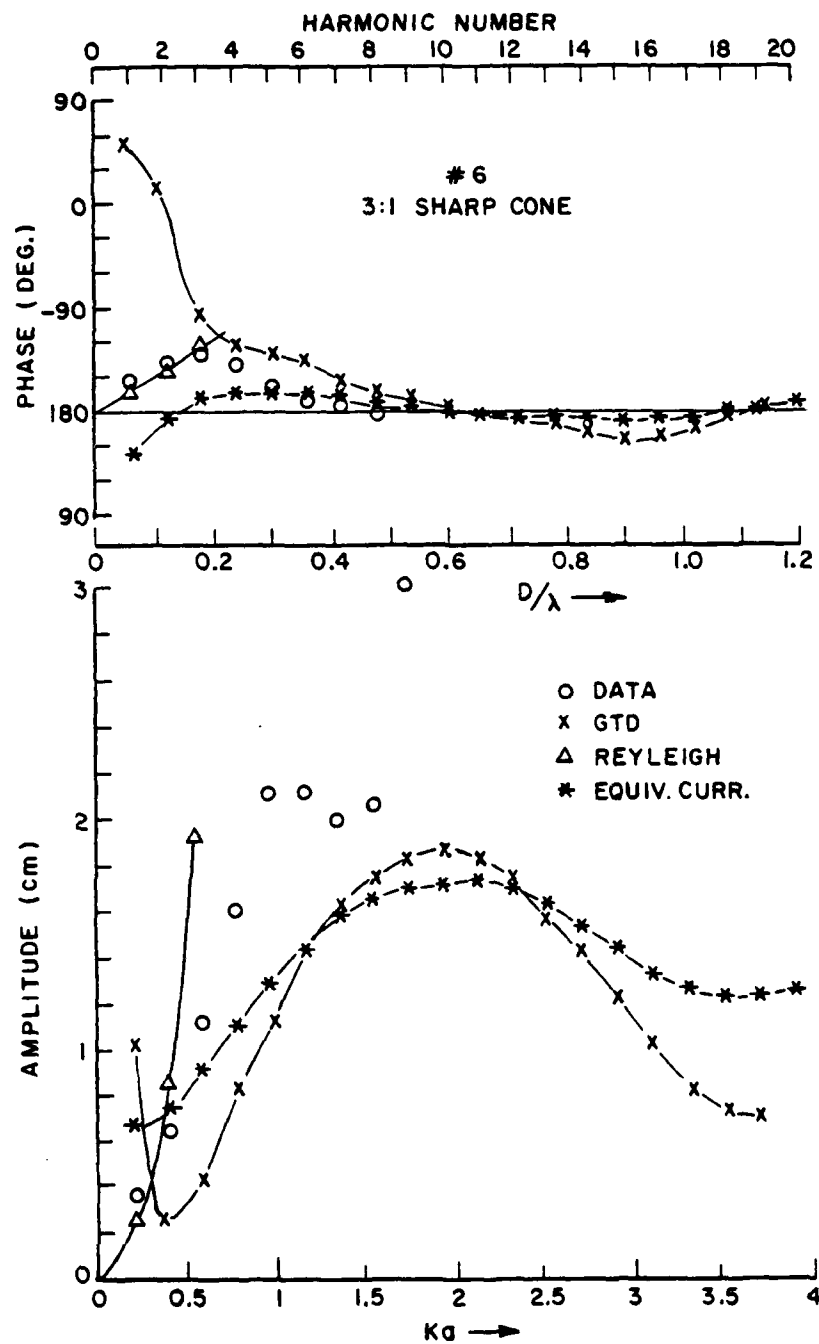 HARMONIC NUMBER
0 2 4 6 8 10 12 14 16 18 20
90
#6
3:1 SHARP CONE
0
PHASE (DEG.)
-90
180
90
0 0.2 0.4 0.6 0.8 1.0 1.2
D/λ
3
O DATA
X GTD
△ REYLEIGH
* EQUIV. CURR.
2
AMPLITUDE (cm)
1
0
0 0.5 1 1.5 2 2.5 3 3.5 4
Ka